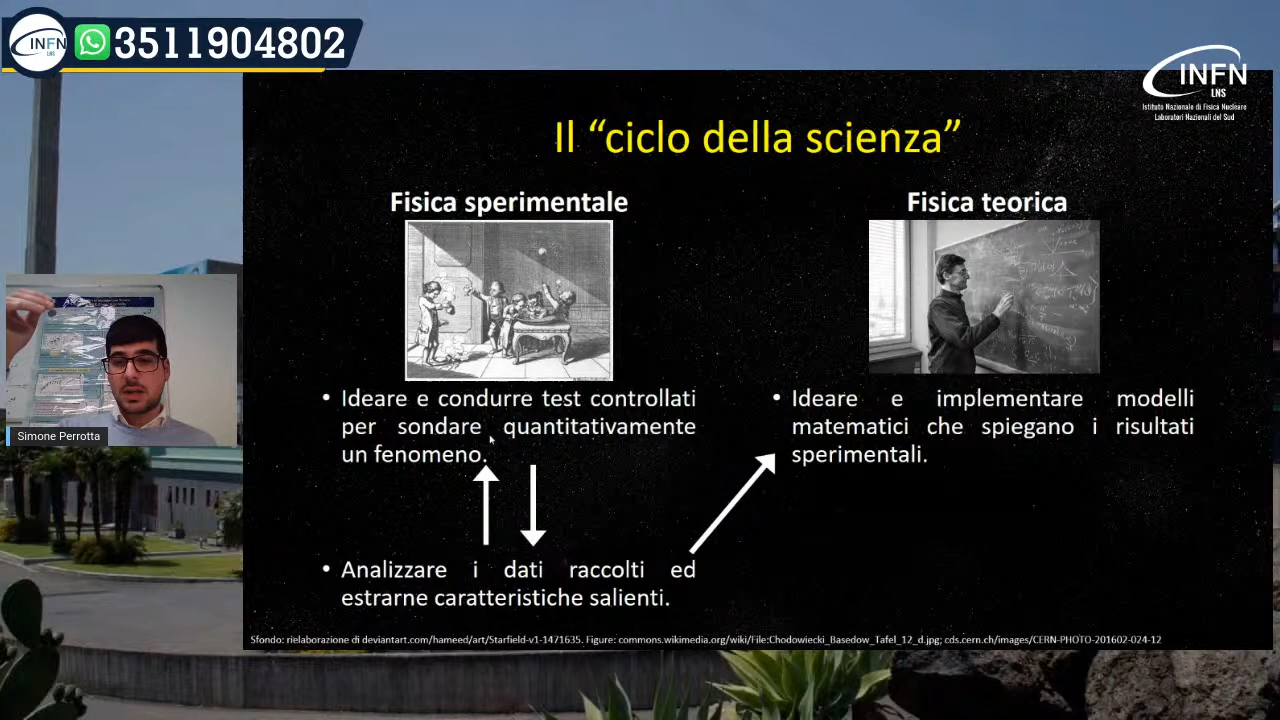 INFN
LNS
3511904802
INFN
LNS
Istituto Nazionale di Fisica Nucleare
Laboratori Nazionali del Sud
Il “ciclo della scienza”
Fisica sperimentale
Fisica teorica
• Ideare e condurre test controllati
per sondare quantitativamente
un fenomeno.
• Ideare e implementare modelli
matematici che spiegano i risultati
sperimentali.
Simone Perrotta
• Analizzare i dati raccolti ed
estrarne caratteristiche salienti.
Sfondo: rielaborazione di deviantart.com/hameed/art/Starfield-v1-1471635. Figure: commons.wikimedia.org/wiki/File:Chodowiecki_Basedow_Tafel_12_d.jpg; cds.cern.ch/images/CERN-PHOTO-201602-024-12